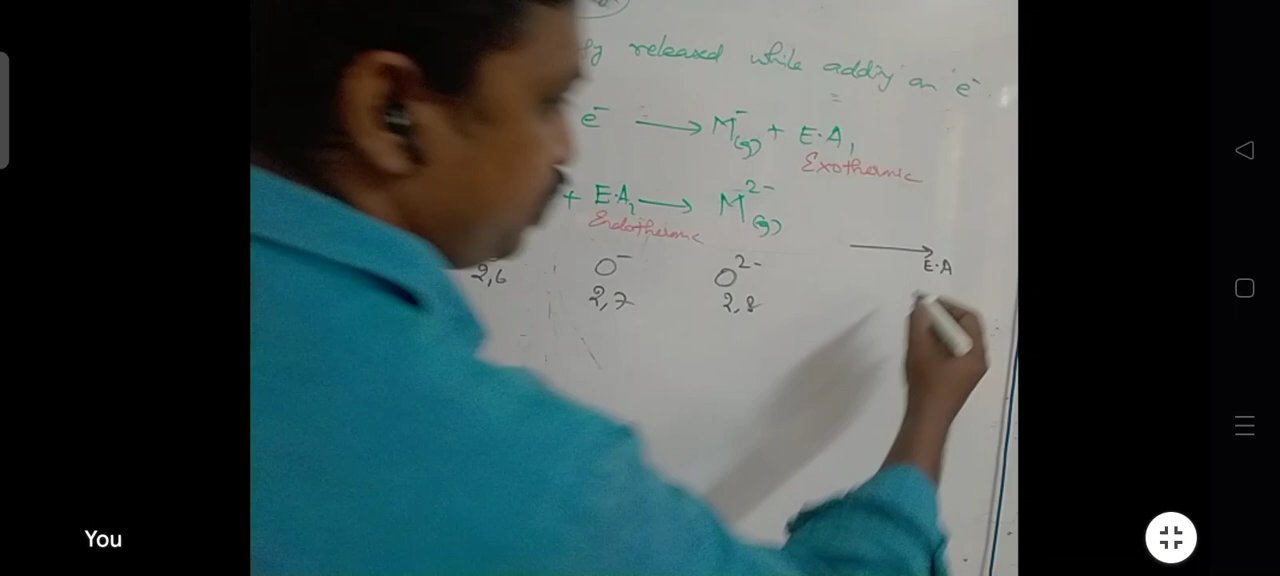 released while adding an e⁻
e⁻ ⟶ M⁻(g) + E.A₁
Exothermic
+ E.A₂ ⟶ M²⁻(g)
Endothermic
⟶
E.A
O⁻ O²⁻
2,6 2,7 2,8
You